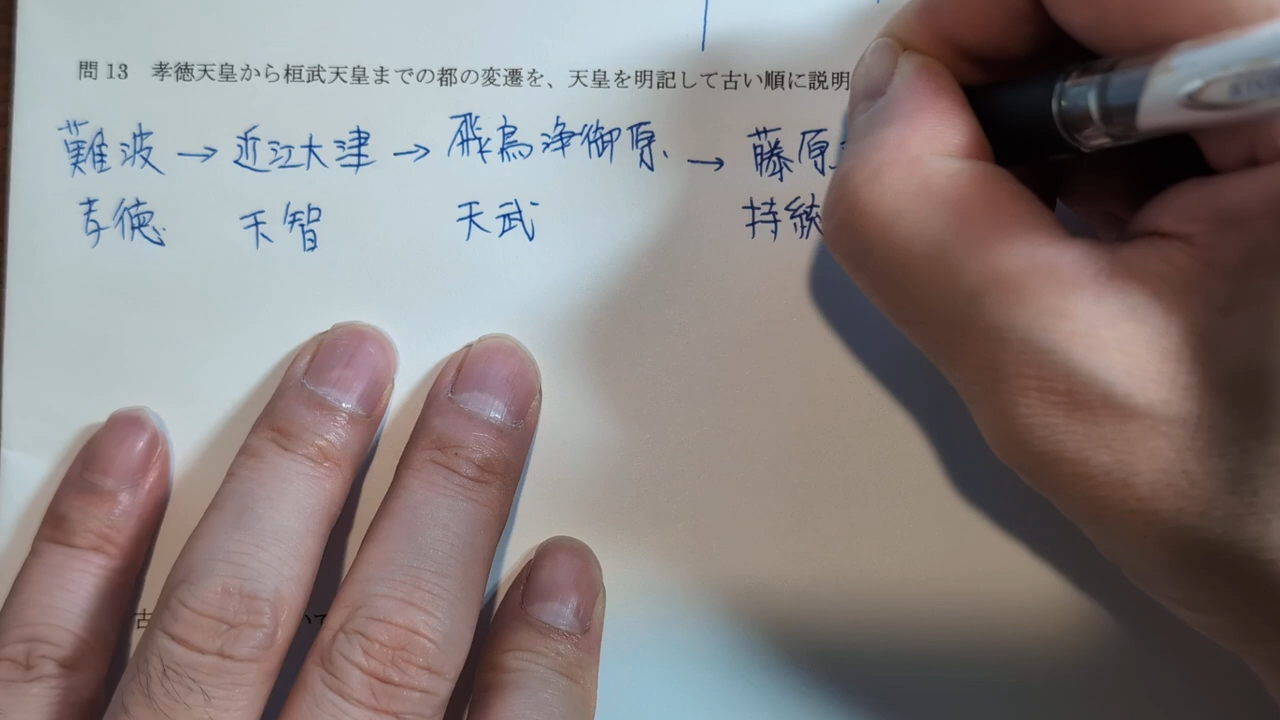 問 13 孝徳天皇から桓武天皇までの都の変遷を、天皇を明記して古い順に説明
難波 → 近江大津 → 飛鳥浄御原 → 藤原
孝徳 天智 天武 持統
古